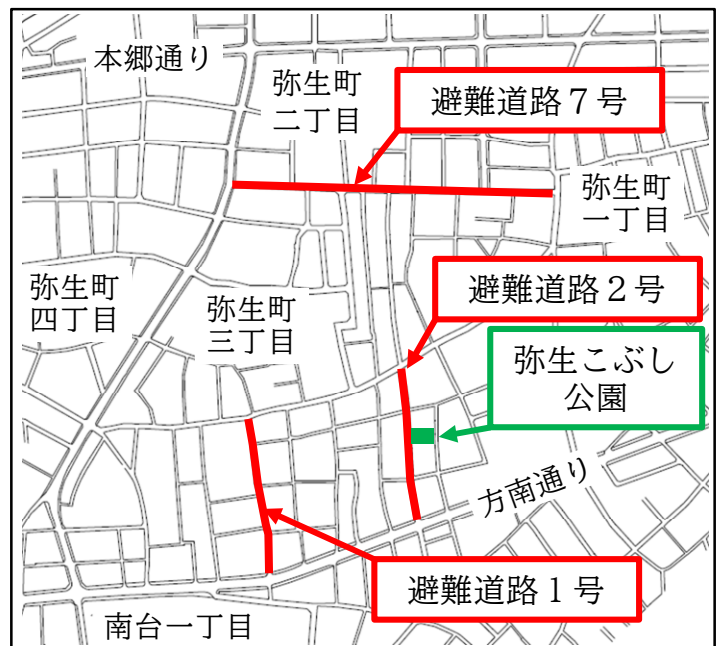 本郷通り
弥生町
二丁目
避難道路７号
弥生町
一丁目
弥生町
四丁目
弥生町
三丁目
避難道路２号
弥生こぶし
公園
方南通り
避難道路１号
南台一丁目